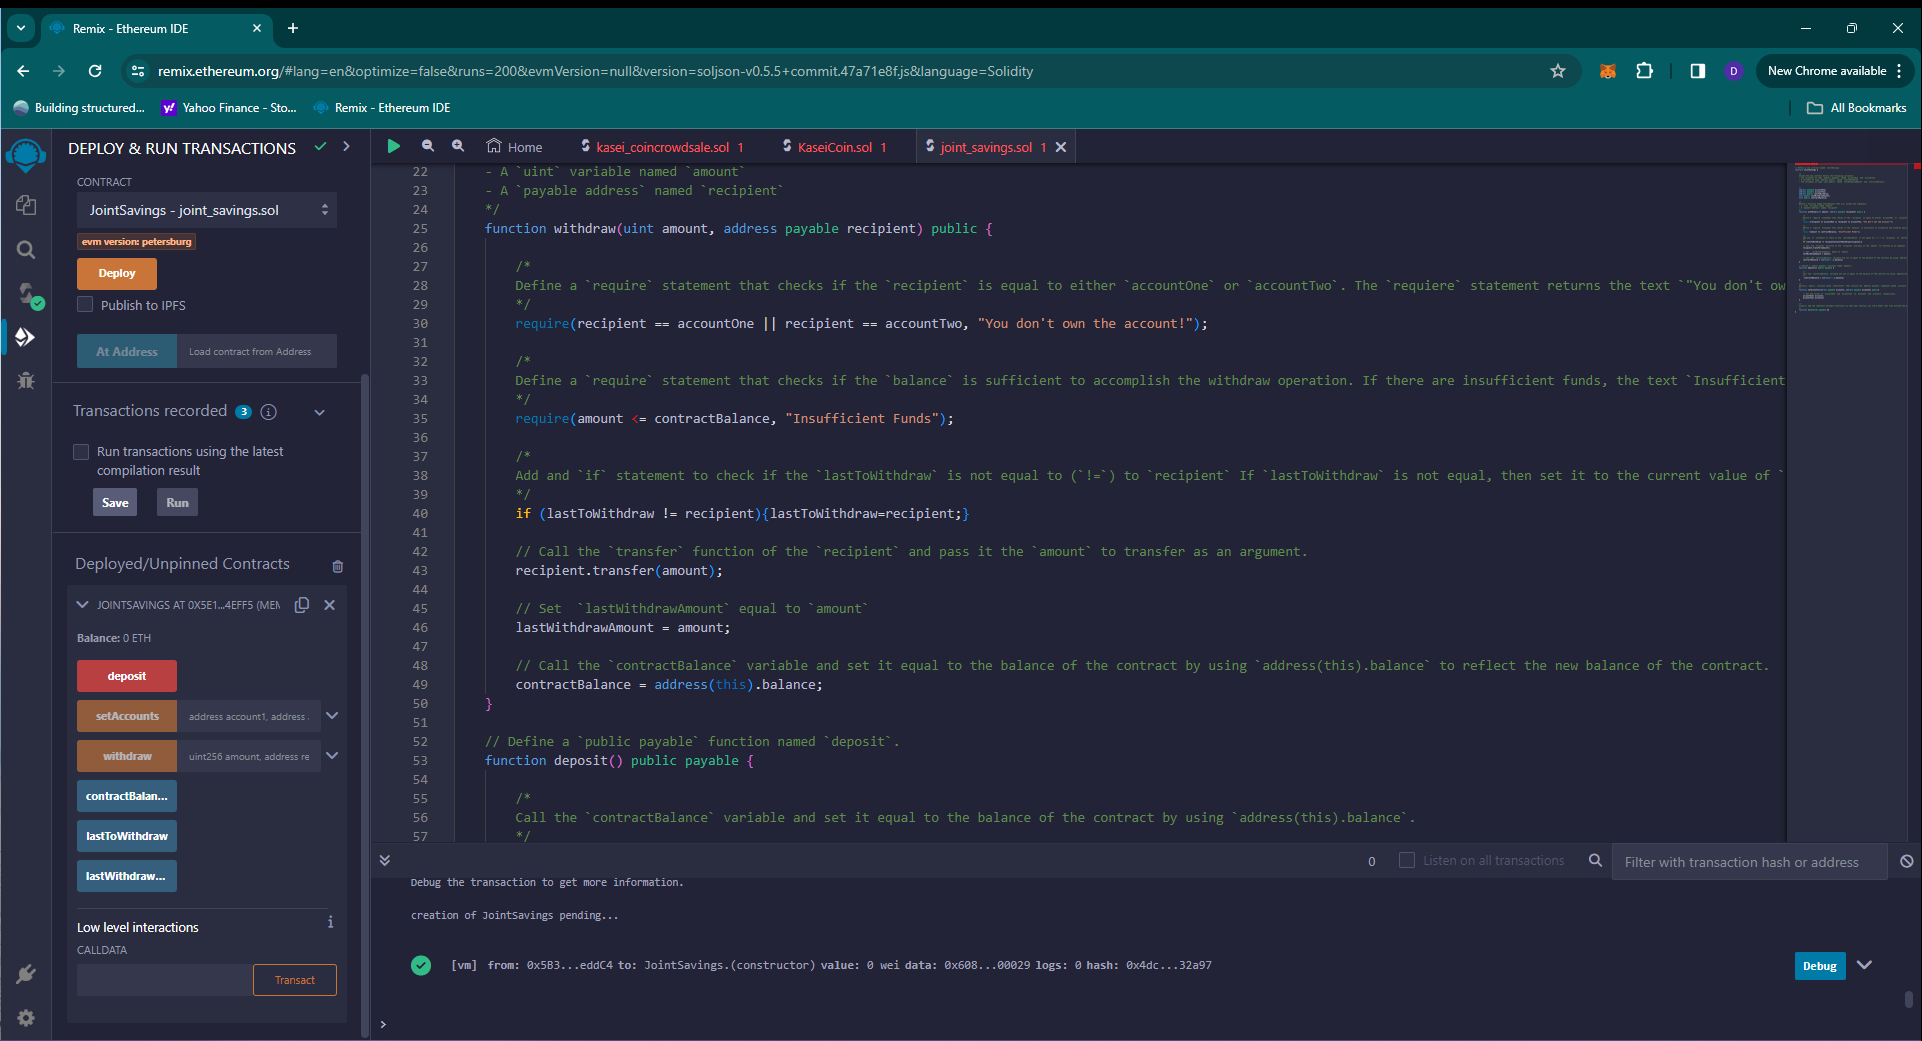 Remix - Ethereum IDE
remix.ethereum.org/#lang=en&optimize=false&runs=200&evmVersion=null&version=soljson-v0.5.5+commit.47a71e8f.js&language=Solidity
D
New Chrome available
Building structured...
Yahoo Finance - Sto...
Remix - Ethereum IDE
All Bookmarks
DEPLOY & RUN TRANSACTIONS
CONTRACT
JointSavings - joint_savings.sol
evm version: petersburg
Deploy
Publish to IPFS
At Address
Load contract from Address
Transactions recorded 3 i
Run transactions using the latest
compilation result
Save
Run
Deployed/Unpinned Contracts
JOINTSAVINGS AT 0X5E1...4EFF5 (MEM
Balance: 0 ETH
deposit
setAccounts
address account1, address
withdraw
uint256 amount, address re
contractBalan...
lastToWithdraw
lastWithdraw...
Low level interactions
i
CALLDATA
Transact
Home
kasei_coincrowdsale.sol 1
KaseiCoin.sol 1
joint_savings.sol 1
22 - A `uint` variable named `amount`
23 - A `payable address` named `recipient`
24 */
25 function withdraw(uint amount, address payable recipient) public {
26
27 /*
28 Define a `require` statement that checks if the `recipient` is equal to either `accountOne` or `accountTwo`. The `requiere` statement returns the text `"You don't ow
29 */
30 require(recipient == accountOne || recipient == accountTwo, "You don't own the account!");
31
32 /*
33 Define a `require` statement that checks if the `balance` is sufficient to accomplish the withdraw operation. If there are insufficient funds, the text `Insufficient
34 */
35 require(amount <= contractBalance, "Insufficient Funds");
36
37 /*
38 Add and `if` statement to check if the `lastToWithdraw` is not equal to (`!=`) to `recipient` If `lastToWithdraw` is not equal, then set it to the current value of `
39 */
40 if (lastToWithdraw != recipient){lastToWithdraw=recipient;}
41
42 // Call the `transfer` function of the `recipient` and pass it the `amount` to transfer as an argument.
43 recipient.transfer(amount);
44
45 // Set  `lastWithdrawAmount` equal to `amount`
46 lastWithdrawAmount = amount;
47
48 // Call the `contractBalance` variable and set it equal to the balance of the contract by using `address(this).balance` to reflect the new balance of the contract.
49 contractBalance = address(this).balance;
50 }
51
52 // Define a `public payable` function named `deposit`.
53 function deposit() public payable {
54
55 /*
56 Call the `contractBalance` variable and set it equal to the balance of the contract by using `address(this).balance`.
57 */
0
Listen on all transactions
Filter with transaction hash or address
Debug the transaction to get more information.
creation of JointSavings pending...
[vm] from: 0x5B3...eddC4 to: JointSavings.(constructor) value: 0 wei data: 0x608...00029 logs: 0 hash: 0x4dc...32a97
Debug
>